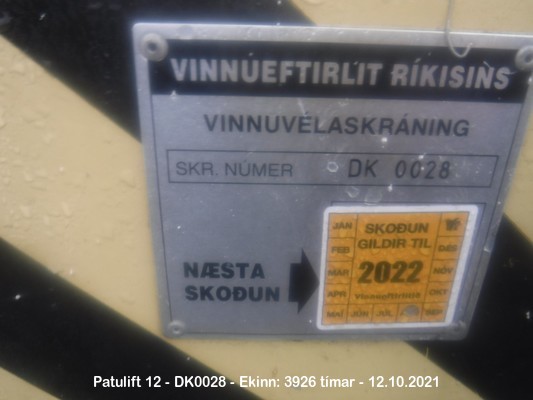 VINNUEFTIRLIT RÍKISINS
VINNUVÉLASKRÁNING
SKR. NÚMER DK 0028
NÆSTA
SKOÐUN
JAN SKOÐUN
FEB GILDIR TIL DES
MAR 2022 NÓV
APR Vinnueftirlitið OKT
MAÍ JÚN JÚL SEP
Patulift 12 - DK0028 - Ekinn: 3926 tímar - 12.10.2021